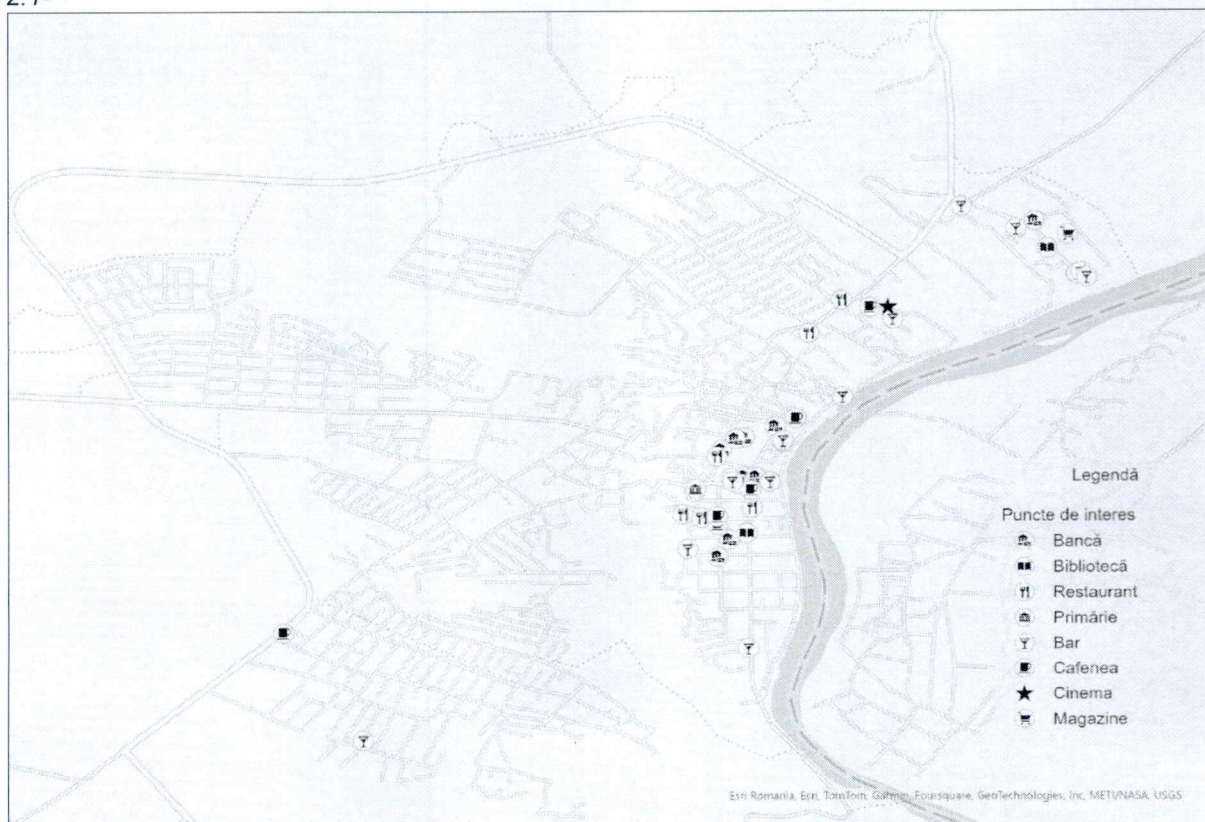 Legendă
Puncte de interes
Bancă
Bibliotecă
Restaurant
Primărie
Bar
Cafenea
Cinema
Magazine
Esri Romania, Esri, TomTom, Garmin, Foursquare, GeoTechnologies, Inc, METI/NASA, USGS